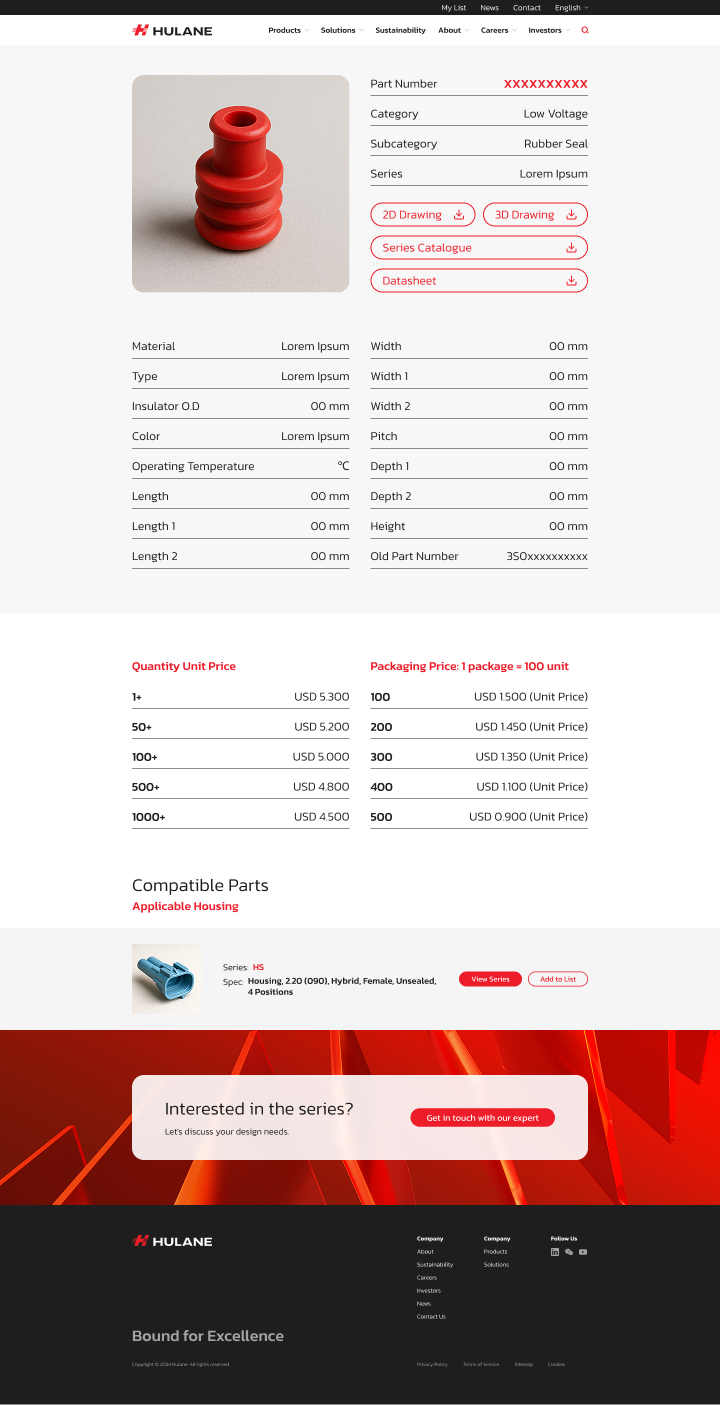 My List News Contact English
HULANE Products Solutions Sustainability About Careers Investors
Part Number XXXXXXXXXX
Category Low Voltage
Subcategory Rubber Seal
Series Lorem Ipsum
2D Drawing 3D Drawing
Series Catalogue
Datasheet
Material Lorem Ipsum Width 00 mm
Type Lorem Ipsum Width 1 00 mm
Insulator O.D 00 mm Width 2 00 mm
Color Lorem Ipsum Pitch 00 mm
Operating Temperature ℃ Depth 1 00 mm
Length 00 mm Depth 2 00 mm
Length 1 00 mm Height 00 mm
Length 2 00 mm Old Part Number 3S0xxxxxxxxxx
Quantity Unit Price Packaging Price: 1 package = 100 unit
1+ USD 5.300 100 USD 1.500 (Unit Price)
50+ USD 5.200 200 USD 1.450 (Unit Price)
100+ USD 5.000 300 USD 1.350 (Unit Price)
500+ USD 4.800 400 USD 1.100 (Unit Price)
1000+ USD 4.500 500 USD 0.900 (Unit Price)
Compatible Parts
Applicable Housing
Series: HS
Spec: Housing, 2.20 (090), Hybrid, Female, Unsealed,
4 Positions
View Series Add to List
Interested in the series?
Let's discuss your design needs.
Get in touch with our expert
HULANE
Company Company Follow Us
About Products
Sustainability Solutions
Careers
Investors
News
Contact Us
Bound for Excellence
Copyright © 2024 Hulane. All rights reserved. Privacy Policy Terms of Service Sitemap Cookies